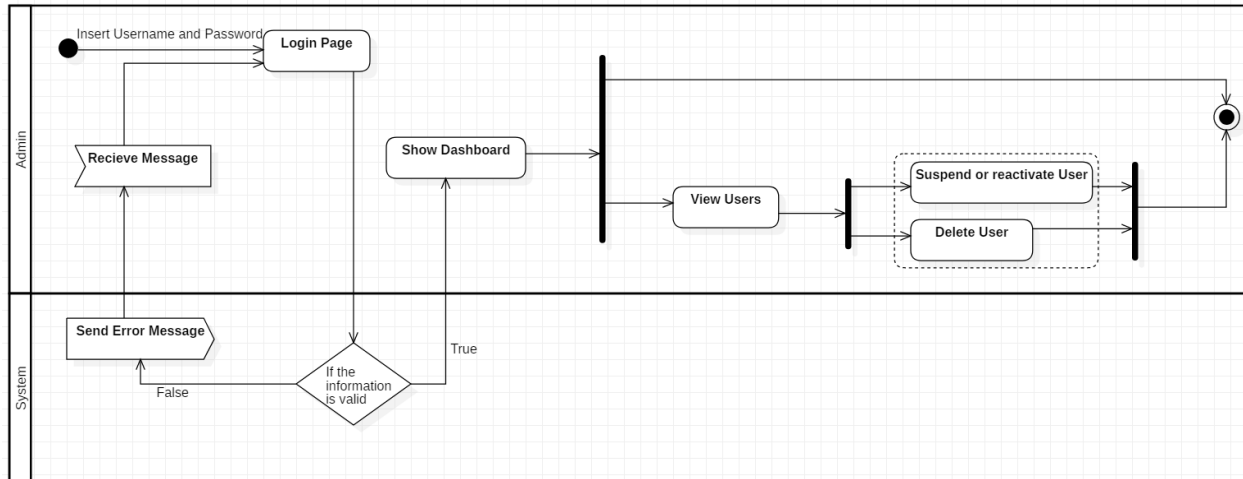 Admin
Insert Username and Password
Login Page
Recieve Message
Show Dashboard
View Users
Suspend or reactivate User
Delete User
System
Send Error Message
False
If the
information
is valid
True